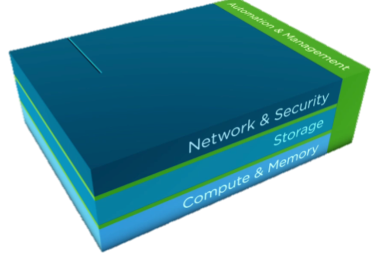 Automation & Management
Network & Security
Storage
Compute & Memory